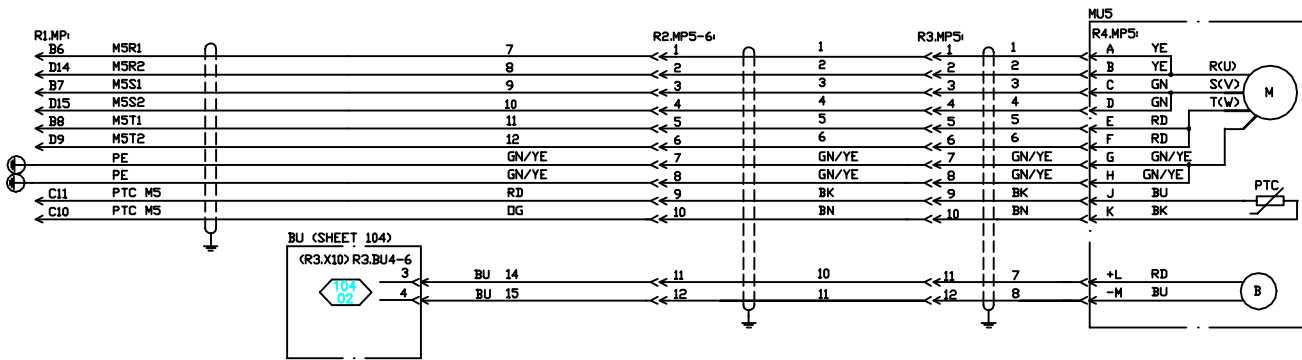 MU5
R1.MP: R2.MP5-6: R3.MP5: R4.MP5:
B6 M5R1 7 1 1 1 1 A YE
D14 M5R2 8 2 2 2 2 B YE R(U)
B7 M5S1 9 3 3 3 3 C GN S(V) M
D15 M5S2 10 4 4 4 4 D GN T(W)
B8 M5T1 11 5 5 5 5 E RD
D9 M5T2 12 6 6 6 6 F RD
PE GN/YE 7 GN/YE 7 GN/YE G GN/YE
PE GN/YE 8 GN/YE 8 GN/YE H GN/YE
C11 PTC M5 RD 9 BK 9 BK J BU PTC
C10 PTC M5 OG 10 BN 10 BN K BK
BU (SHEET 104)
(R3.X10) R3.BU4-6
104
02
3 BU 14 11 10 11 7 +L RD
4 BU 15 12 11 12 8 -M BU B